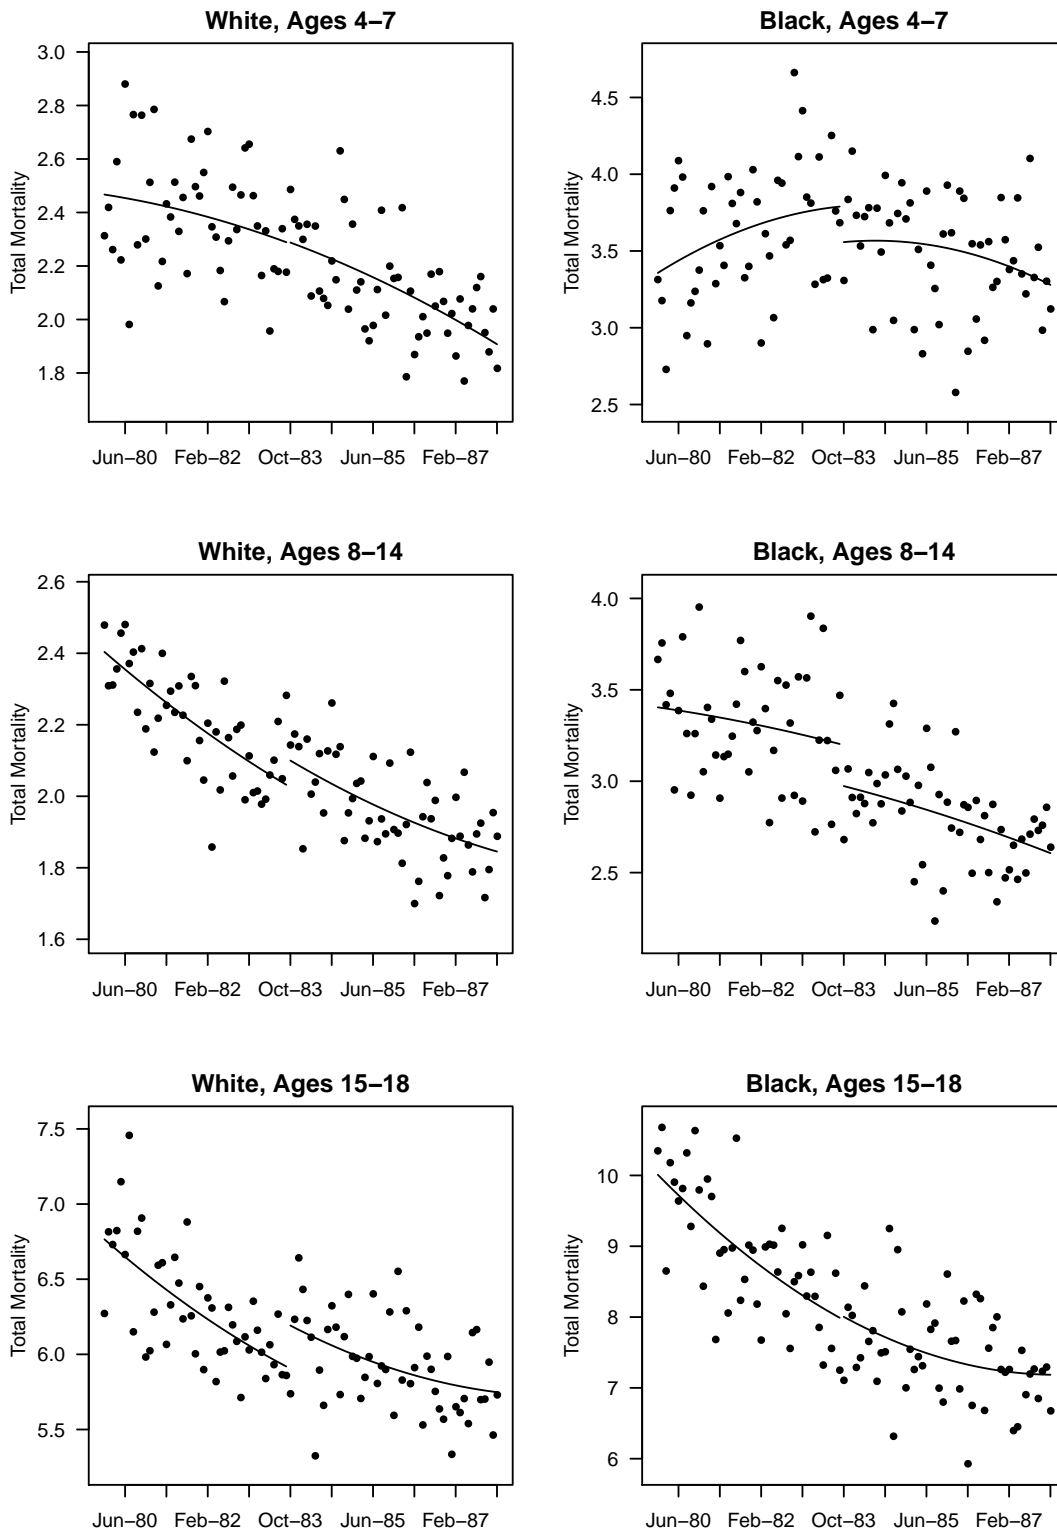 White, Ages 4−7
Total Mortality
3.0
2.8
2.6
2.4
2.2
2.0
1.8
Jun−80 Feb−82 Oct−83 Jun−85 Feb−87
Black, Ages 4−7
Total Mortality
4.5
4.0
3.5
3.0
2.5
Jun−80 Feb−82 Oct−83 Jun−85 Feb−87
White, Ages 8−14
Total Mortality
2.6
2.4
2.2
2.0
1.8
1.6
Jun−80 Feb−82 Oct−83 Jun−85 Feb−87
Black, Ages 8−14
Total Mortality
4.0
3.5
3.0
2.5
Jun−80 Feb−82 Oct−83 Jun−85 Feb−87
White, Ages 15−18
Total Mortality
7.5
7.0
6.5
6.0
5.5
Jun−80 Feb−82 Oct−83 Jun−85 Feb−87
Black, Ages 15−18
Total Mortality
10
9
8
7
6
Jun−80 Feb−82 Oct−83 Jun−85 Feb−87